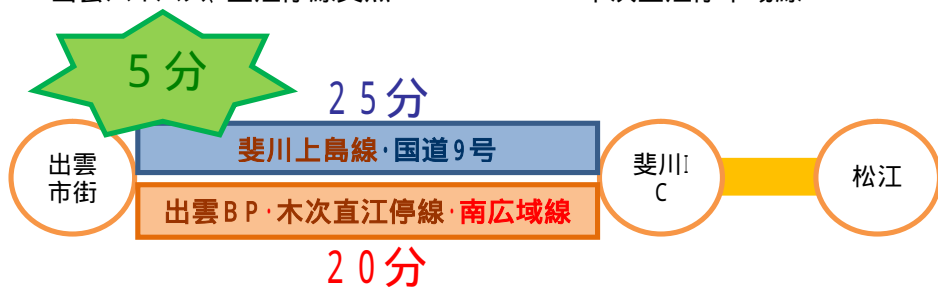 5分
25分
斐川上島線・国道9号
出雲
市街
斐川I
C
松江
出雲BP・木次直江停線・南広域線
20分